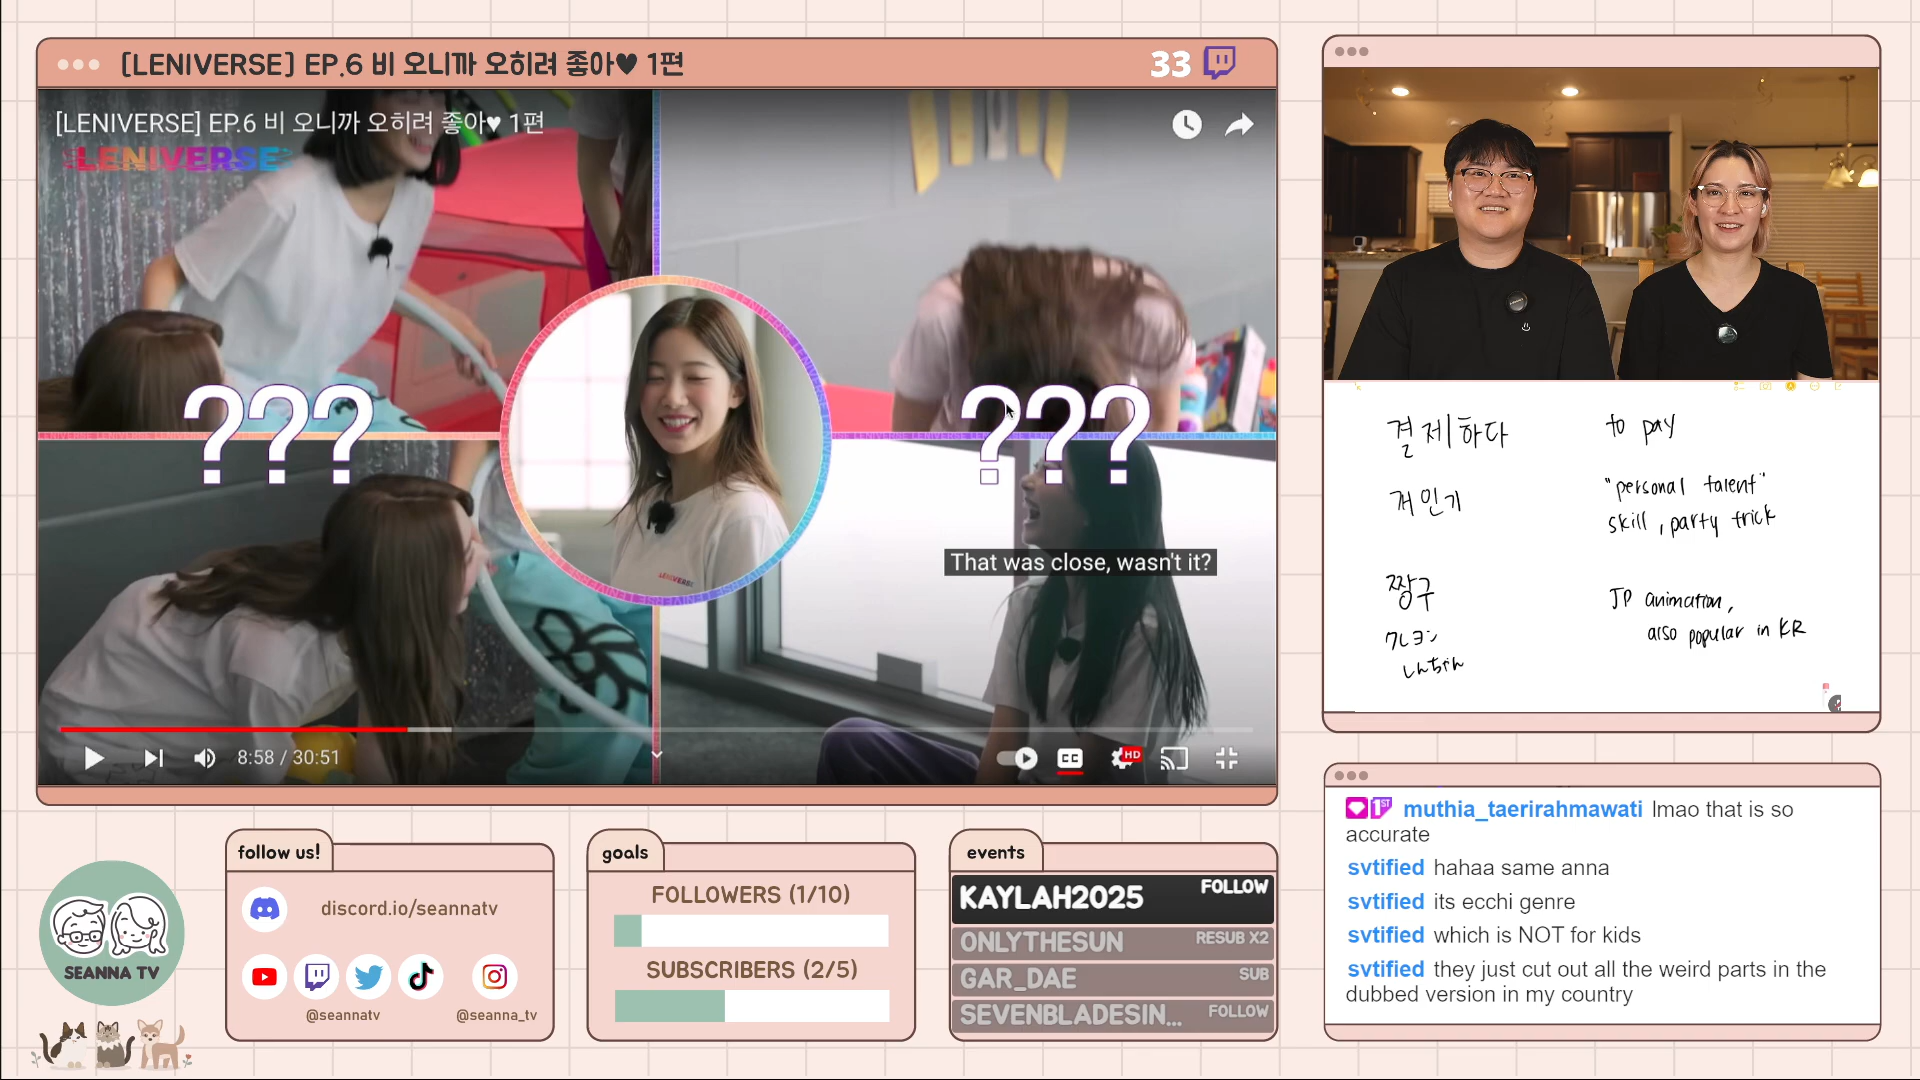 [LENIVERSE] EP.6 비 오니까 오히려 좋아♥ 1편
33
[LENIVERSE] EP.6 비 오니까 오히려 좋아♥ 1편
LENIVERSE
???
???
That was close, wasn't it?
8:58 / 30:51
CC
HD
결제하다
to pay
개인기
"personal talent"
skill, party trick
짱구
クレヨン
しんちゃん
JP animation,
also popular in KR
SEANNA TV
follow us!
discord.io/seannatv
@seannatv
@seanna_tv
goals
FOLLOWERS (1/10)
SUBSCRIBERS (2/5)
events
KAYLAH2025 FOLLOW
ONLYTHESUN RESUB X2
GAR_DAE SUB
SEVENBLADESIN... FOLLOW
1ST muthia_taerirahmawati lmao that is so
accurate
svtified hahaa same anna
svtified its ecchi genre
svtified which is NOT for kids
svtified they just cut out all the weird parts in the
dubbed version in my country